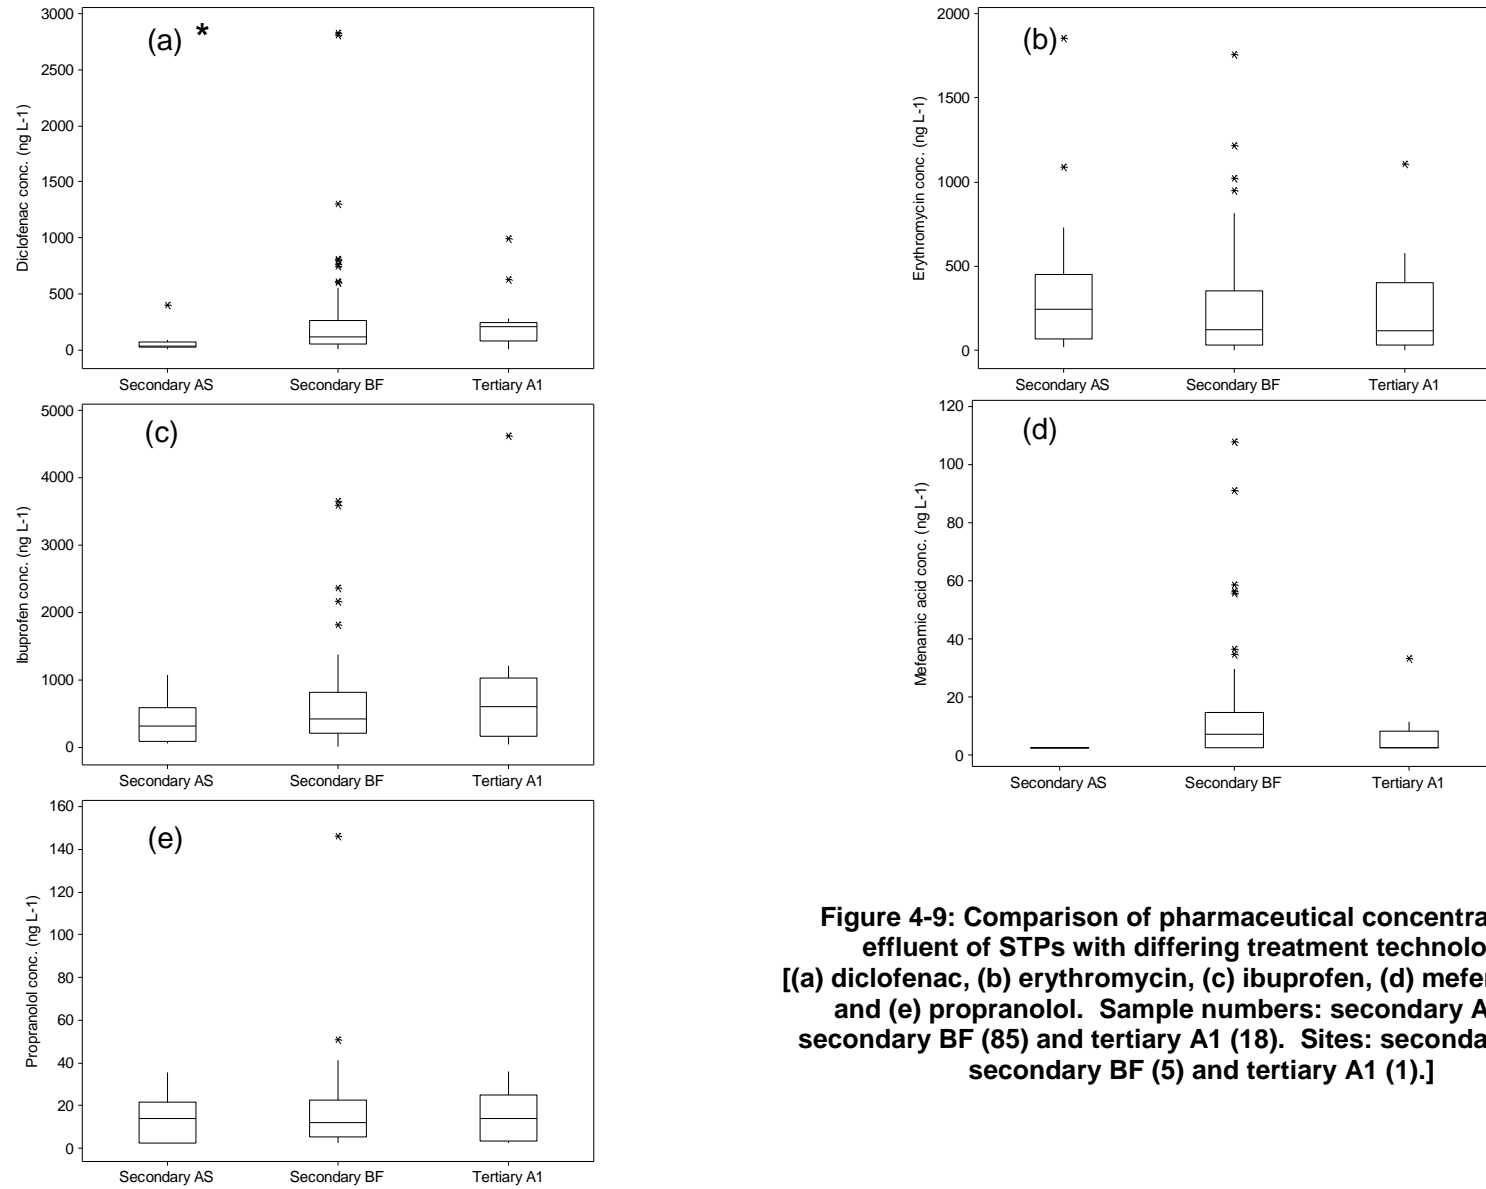 (a) *
Diclofenac conc. (ng L-1)
3000
2500
2000
1500
1000
500
0
Secondary AS Secondary BF Tertiary A1
(b)
Erythromycin conc. (ng L-1)
2000
1500
1000
500
0
Secondary AS Secondary BF Tertiary A1
(c)
Ibuprofen conc. (ng L-1)
5000
4000
3000
2000
1000
0
Secondary AS Secondary BF Tertiary A1
(d)
Mefenamic acid conc. (ng L-1)
120
100
80
60
40
20
0
Secondary AS Secondary BF Tertiary A1
(e)
Propranolol conc. (ng L-1)
160
140
120
100
80
60
40
20
0
Secondary AS Secondary BF Tertiary A1
Figure 4-9: Comparison of pharmaceutical concentra
effluent of STPs with differing treatment technolo
[(a) diclofenac, (b) erythromycin, (c) ibuprofen, (d) mefe
and (e) propranolol. Sample numbers: secondary A
secondary BF (85) and tertiary A1 (18). Sites: seconda
secondary BF (5) and tertiary A1 (1).]